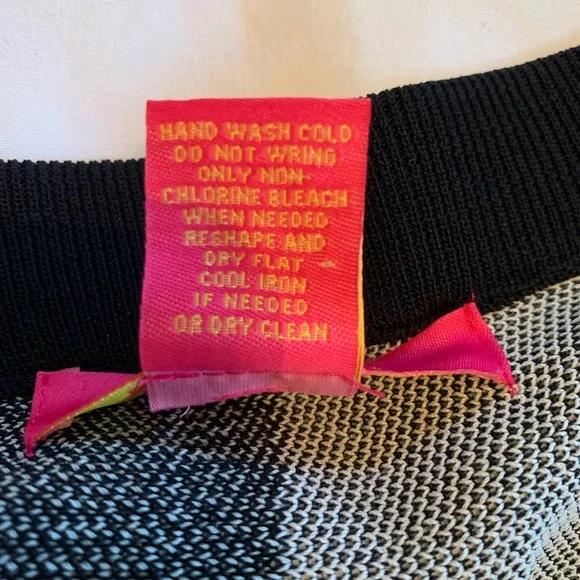 HAND WASH COLD
DO NOT WRING
ONLY NON-
CHLORINE BLEACH
WHEN NEEDED
RESHAPE AND
DRY FLAT
COOL IRON
IF NEEDED
OR DRY CLEAN